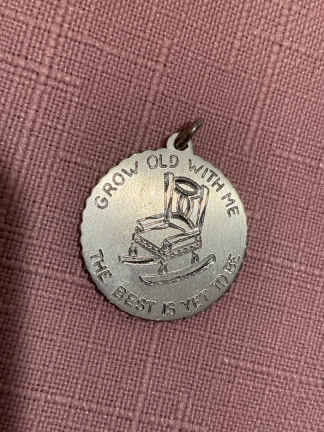 GROW OLD WITH ME
THE BEST IS YET TO BE